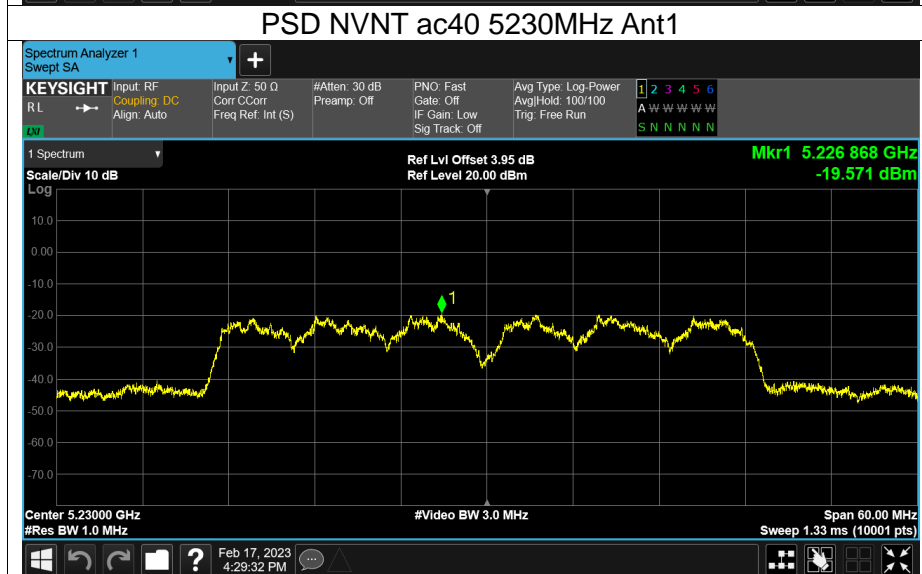 PSD NVNT ac40 5230MHz Ant1
Spectrum Analyzer 1
Swept SA
+
KEYSIGHT
R L
LXI
Input: RF
Coupling: DC
Align: Auto
Input Z: 50 Ω
Corr CCorr
Freq Ref: Int (S)
#Atten: 30 dB
Preamp: Off
PNO: Fast
Gate: Off
IF Gain: Low
Sig Track: Off
Avg Type: Log-Power
Avg|Hold: 100/100
Trig: Free Run
1 2 3 4 5 6
A W W W W W
S N N N N N
1 Spectrum
Scale/Div 10 dB
Log
Ref Lvl Offset 3.95 dB
Ref Level 20.00 dBm
Mkr1 5.226 868 GHz
-19.571 dBm
10.0
0.00
-10.0
-20.0
-30.0
-40.0
-50.0
-60.0
-70.0
1
Center 5.23000 GHz
#Res BW 1.0 MHz
#Video BW 3.0 MHz
Span 60.00 MHz
Sweep 1.33 ms (10001 pts)
?
Feb 17, 2023
4:29:32 PM